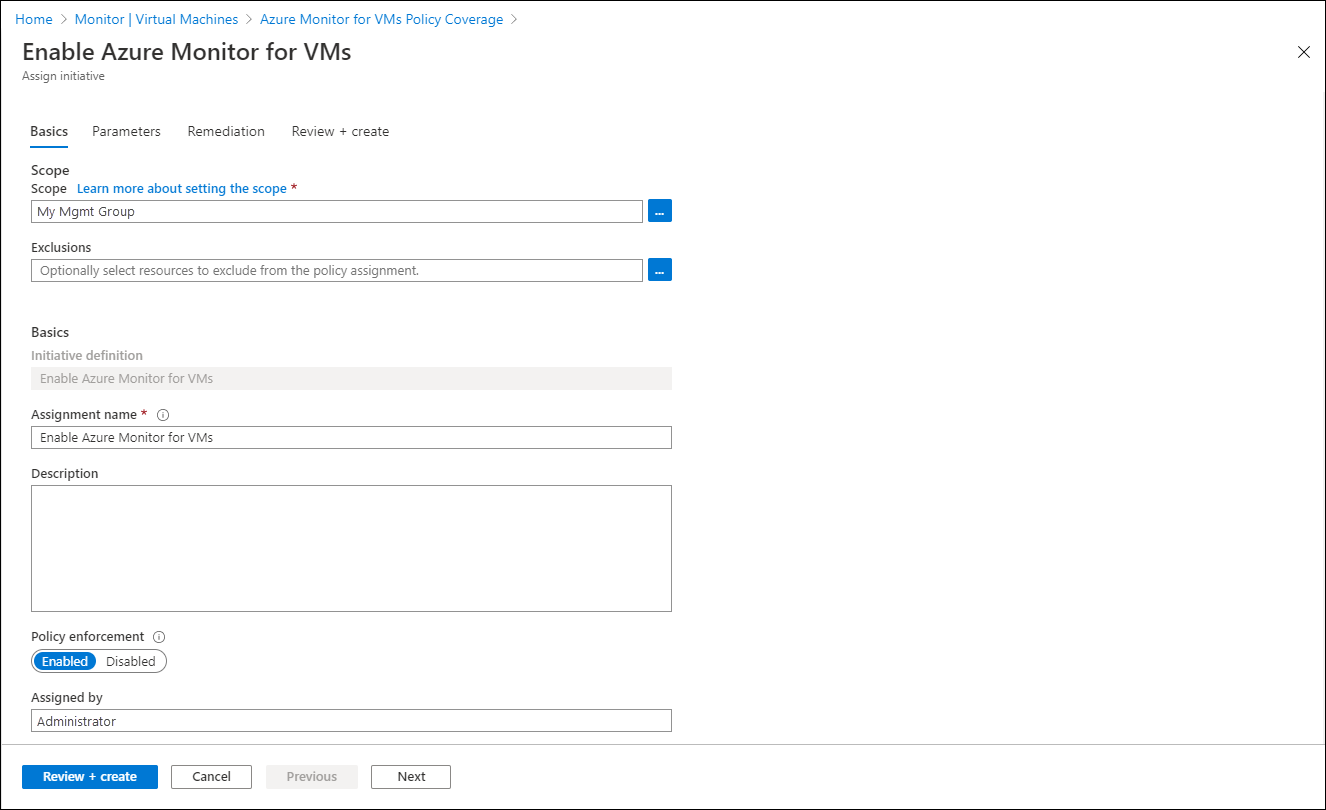 Home > Monitor | Virtual Machines > Azure Monitor for VMs Policy Coverage >
Enable Azure Monitor for VMs
Assign initiative
Basics Parameters Remediation Review + create
Scope
Scope Learn more about setting the scope *
My Mgmt Group ...
Exclusions
Optionally select resources to exclude from the policy assignment. ...
Basics
Initiative definition
Enable Azure Monitor for VMs
Assignment name *
Enable Azure Monitor for VMs
Description
Policy enforcement
Enabled Disabled
Assigned by
Administrator
Review + create Cancel Previous Next